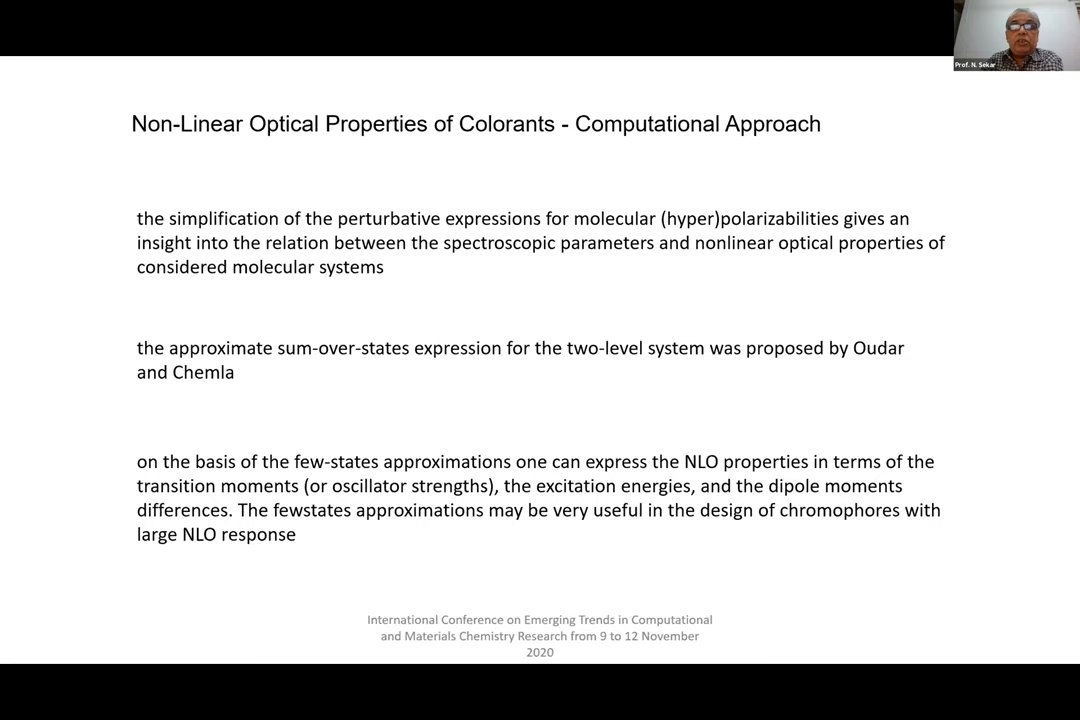 Prof. N. Sekar
Non-Linear Optical Properties of Colorants - Computational Approach
the simplification of the perturbative expressions for molecular (hyper)polarizabilities gives an
insight into the relation between the spectroscopic parameters and nonlinear optical properties of
considered molecular systems
the approximate sum-over-states expression for the two-level system was proposed by Oudar
and Chemla
on the basis of the few-states approximations one can express the NLO properties in terms of the
transition moments (or oscillator strengths), the excitation energies, and the dipole moments
differences. The fewstates approximations may be very useful in the design of chromophores with
large NLO response
International Conference on Emerging Trends in Computational
and Materials Chemistry Research from 9 to 12 November
2020